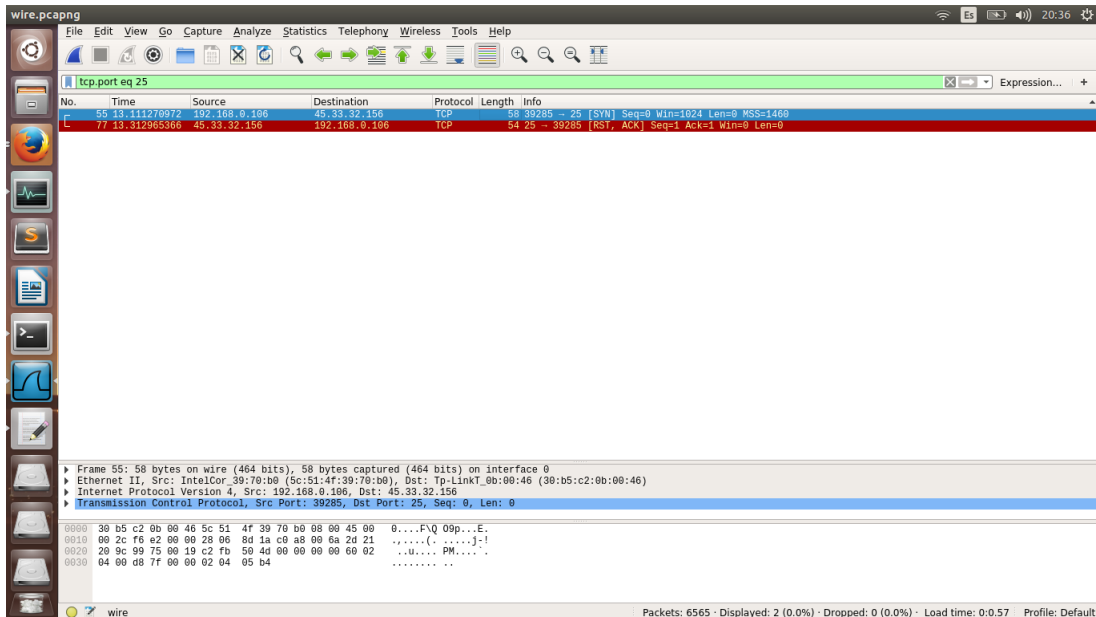 wire.pcapng
Es
20:36
File Edit View Go Capture Analyze Statistics Telephony Wireless Tools Help
tcp.port eq 25
Expression... +
No. Time Source Destination Protocol Length Info
55 13.111270972 192.168.0.106 45.33.32.156 TCP 58 39285 → 25 [SYN] Seq=0 Win=1024 Len=0 MSS=1460
77 13.312965366 45.33.32.156 192.168.0.106 TCP 54 25 → 39285 [RST, ACK] Seq=1 Ack=1 Win=0 Len=0
Frame 55: 58 bytes on wire (464 bits), 58 bytes captured (464 bits) on interface 0
Ethernet II, Src: IntelCor_39:70:b0 (5c:51:4f:39:70:b0), Dst: Tp-LinkT_0b:00:46 (30:b5:c2:0b:00:46)
Internet Protocol Version 4, Src: 192.168.0.106, Dst: 45.33.32.156
Transmission Control Protocol, Src Port: 39285, Dst Port: 25, Seq: 0, Len: 0
0000 30 b5 c2 0b 00 46 5c 51 4f 39 70 b0 08 00 45 00 0....F\Q O9p...E.
0010 00 2c f6 e2 00 00 28 06 8d 1a c0 a8 00 6a 2d 21 .,....(. .....j-!
0020 20 9c 99 75 00 19 c2 fb 50 4d 00 00 00 00 60 02 ..u.... PM....`.
0030 04 00 d8 7f 00 00 02 04 05 b4 ........ ..
wire
Packets: 6565 · Displayed: 2 (0.0%) · Dropped: 0 (0.0%) · Load time: 0:0.57 Profile: Default